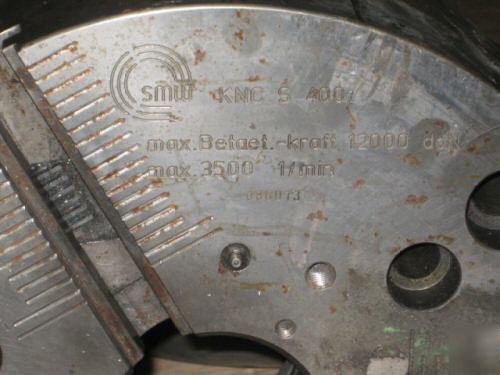 smw KNC S 400
max.Betaet.-kraft 12000 daN
max.3500 1/min